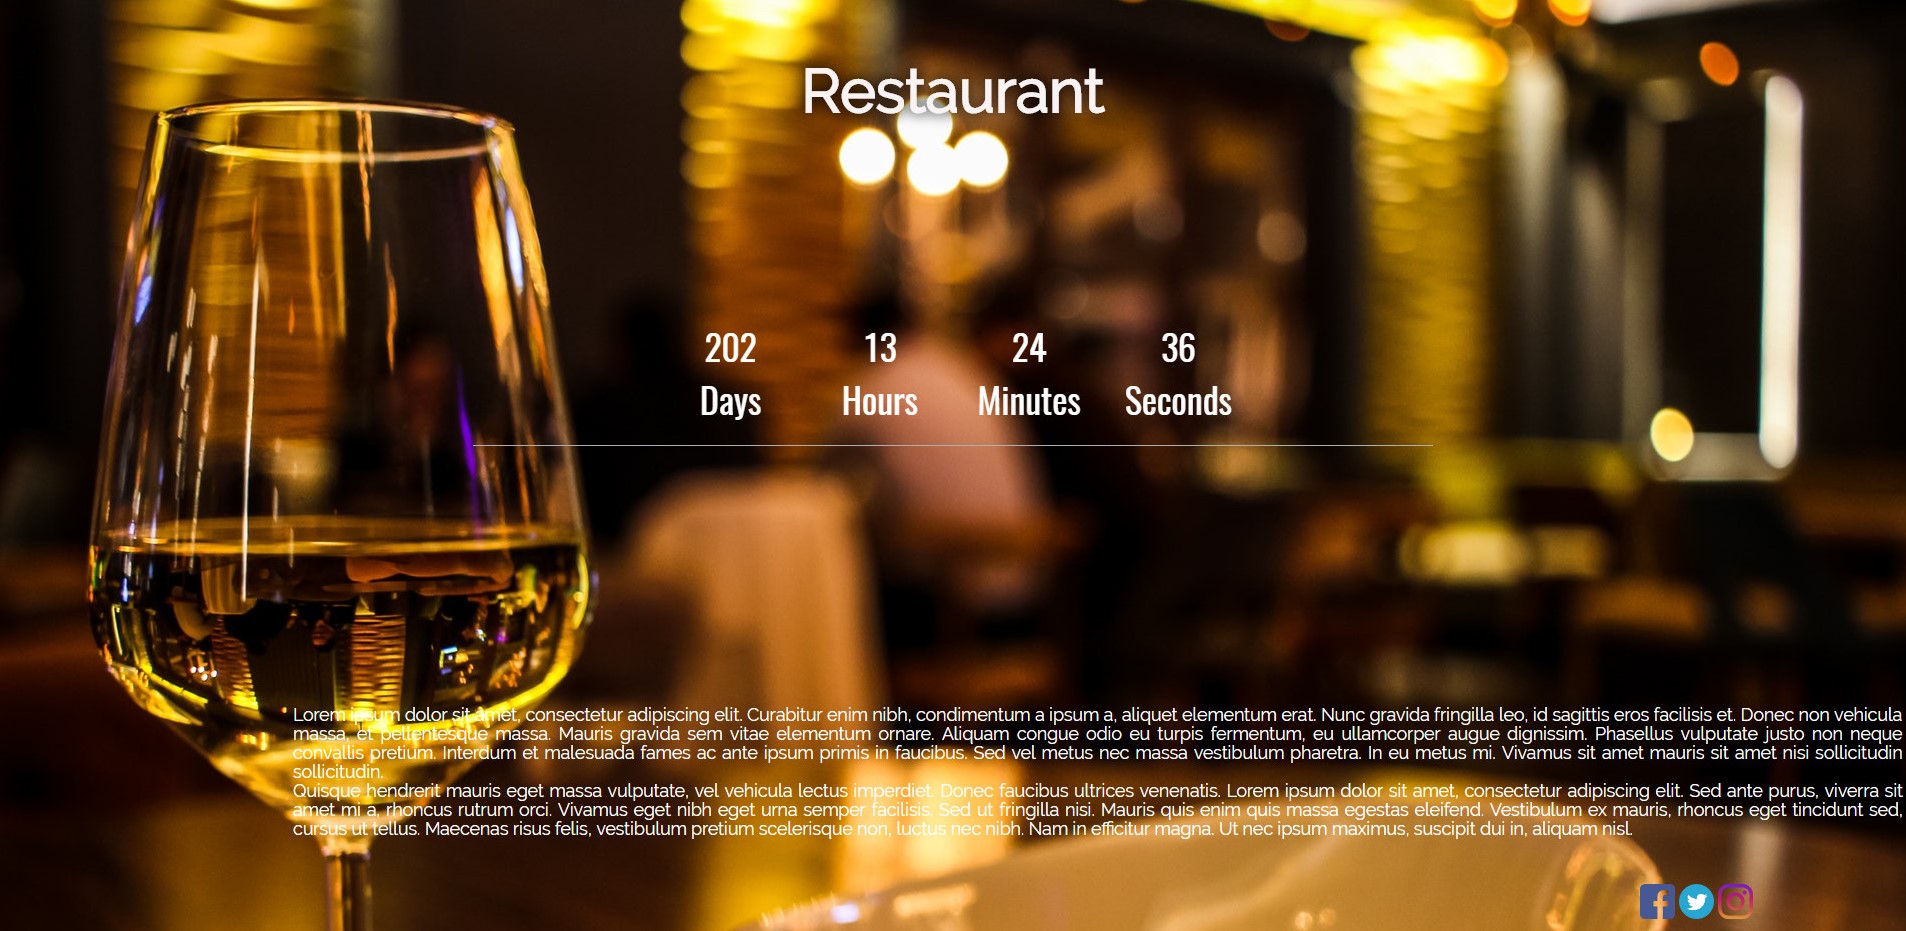 Restaurant
202 13 24 36
Days Hours Minutes Seconds
Lorem ipsum dolor sit amet, consectetur adipiscing elit. Curabitur enim nibh, condimentum a ipsum a, aliquet elementum erat. Nunc gravida fringilla leo, id sagittis eros facilisis et. Donec non vehicula
massa, et pellentesque massa. Mauris gravida sem vitae elementum ornare. Aliquam congue odio eu turpis fermentum, eu ullamcorper augue dignissim. Phasellus vulputate justo non neque
convallis pretium. Interdum et malesuada fames ac ante ipsum primis in faucibus. Sed vel metus nec massa vestibulum pharetra. In eu metus mi. Vivamus sit amet mauris sit amet nisi sollicitudin
sollicitudin.
Quisque hendrerit mauris eget massa vulputate, vel vehicula lectus imperdiet. Donec faucibus ultrices venenatis. Lorem ipsum dolor sit amet, consectetur adipiscing elit. Sed ante purus, viverra sit
amet mi a, rhoncus rutrum orci. Vivamus eget nibh eget urna semper facilisis. Sed ut fringilla nisi. Mauris quis enim quis massa egestas eleifend. Vestibulum ex mauris, rhoncus eget tincidunt sed,
cursus ut tellus. Maecenas risus felis, vestibulum pretium scelerisque non, luctus nec nibh. Nam in efficitur magna. Ut nec ipsum maximus, suscipit dui in, aliquam nisl.